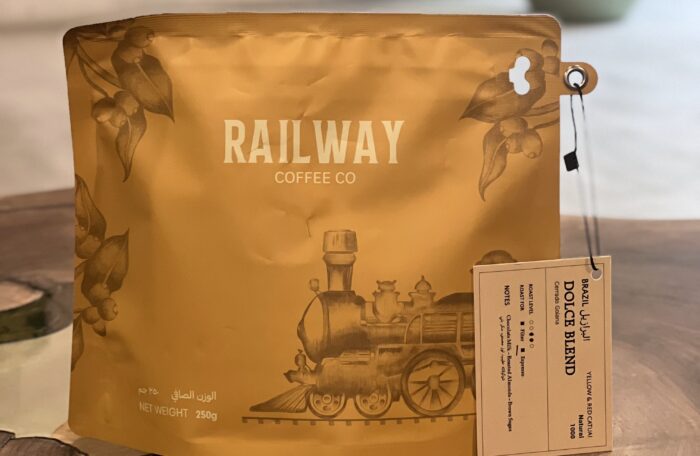 RAILWAY
COFFEE CO
الوزن الصافي ٢٥٠ جم
NET WEIGHT 250g
BRAZIL البرازيل
DOLCE BLEND
Cerrado Goiana
YELLOW & RED CATUAI
Natural
1000
ROAST LEVEL
ROAST FOR Filter Espresso
NOTES Chocolate Milk - Roasted Almonds - Brown Sugar